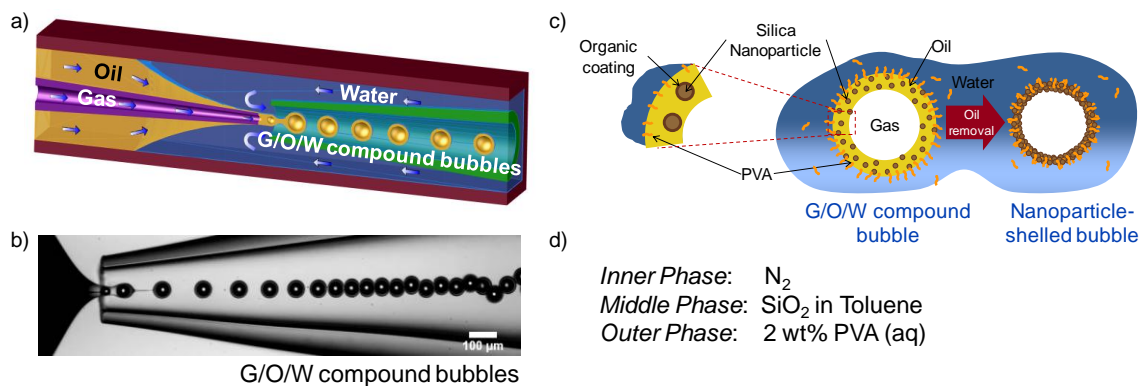 a)
Oil
Gas
Water
G/O/W compound bubbles
b)
100 µm
G/O/W compound bubbles
c)
Organic
coating
Silica
Nanoparticle
Oil
Water
Gas
Oil
removal
PVA
G/O/W compound
bubble
Nanoparticle-
shelled bubble
d)
Inner Phase: N₂
Middle Phase: SiO₂ in Toluene
Outer Phase: 2 wt% PVA (aq)